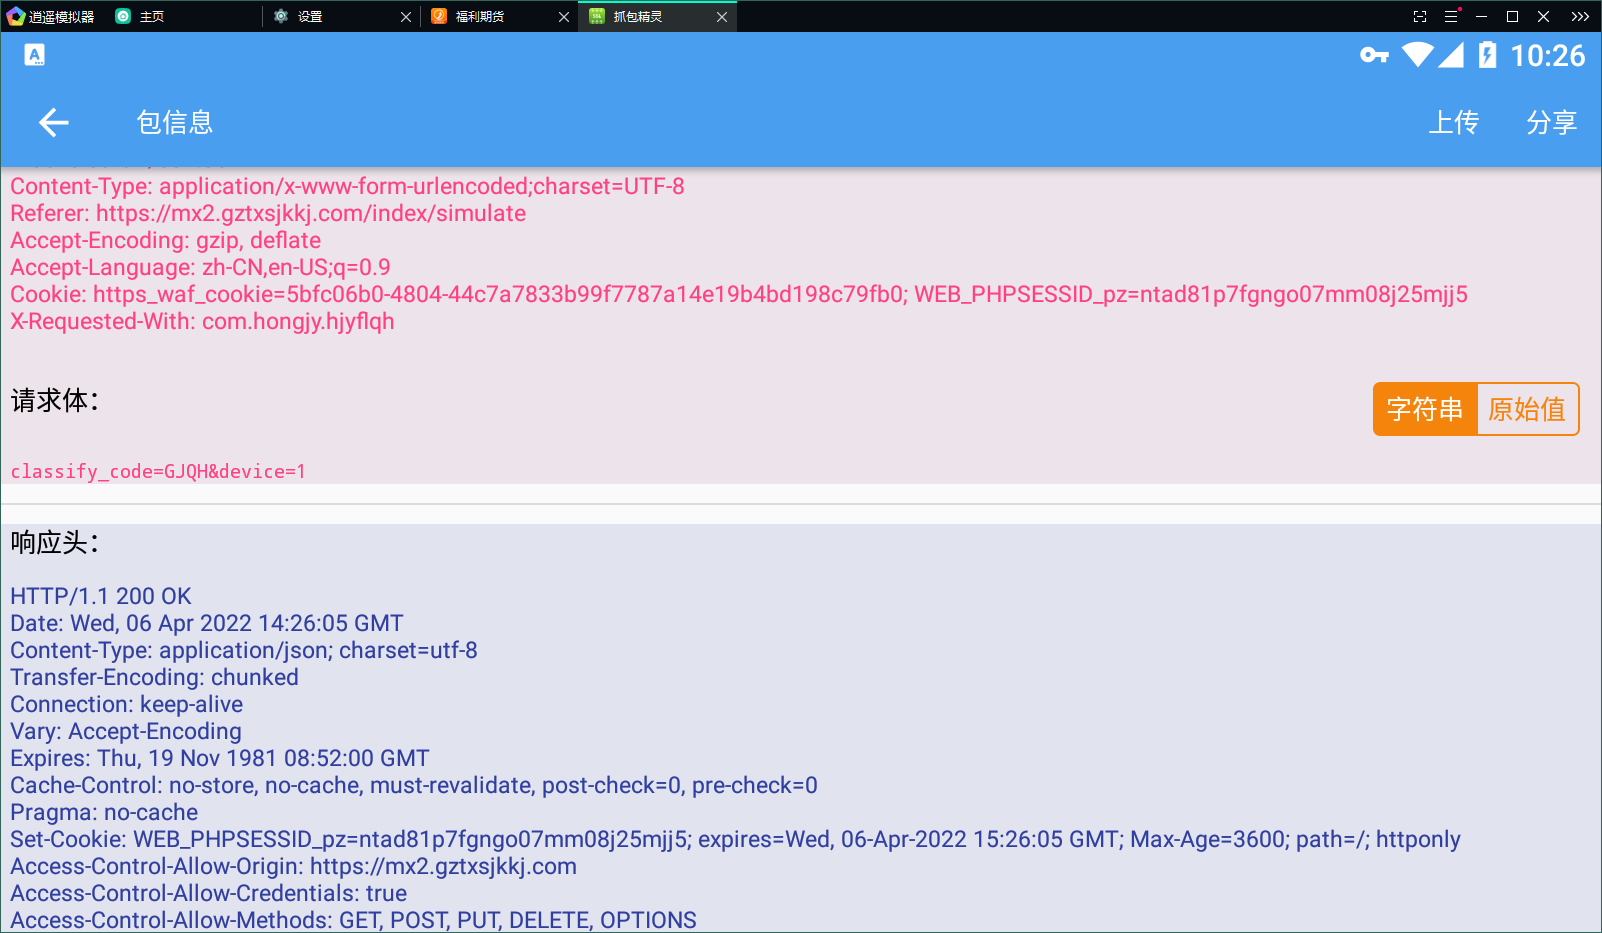 逍遥模拟器 主页 设置 福利期货 抓包精灵
10:26
包信息 上传 分享
Content-Type: application/x-www-form-urlencoded;charset=UTF-8
Referer: https://mx2.gztxsjkkj.com/index/simulate
Accept-Encoding: gzip, deflate
Accept-Language: zh-CN,en-US;q=0.9
Cookie: https_waf_cookie=5bfc06b0-4804-44c7a7833b99f7787a14e19b4bd198c79fb0; WEB_PHPSESSID_pz=ntad81p7fgngo07mm08j25mjj5
X-Requested-With: com.hongjy.hjyflqh
请求体：
字符串 原始值
classify_code=GJQH&device=1
响应头：
HTTP/1.1 200 OK
Date: Wed, 06 Apr 2022 14:26:05 GMT
Content-Type: application/json; charset=utf-8
Transfer-Encoding: chunked
Connection: keep-alive
Vary: Accept-Encoding
Expires: Thu, 19 Nov 1981 08:52:00 GMT
Cache-Control: no-store, no-cache, must-revalidate, post-check=0, pre-check=0
Pragma: no-cache
Set-Cookie: WEB_PHPSESSID_pz=ntad81p7fgngo07mm08j25mjj5; expires=Wed, 06-Apr-2022 15:26:05 GMT; Max-Age=3600; path=/; httponly
Access-Control-Allow-Origin: https://mx2.gztxsjkkj.com
Access-Control-Allow-Credentials: true
Access-Control-Allow-Methods: GET, POST, PUT, DELETE, OPTIONS